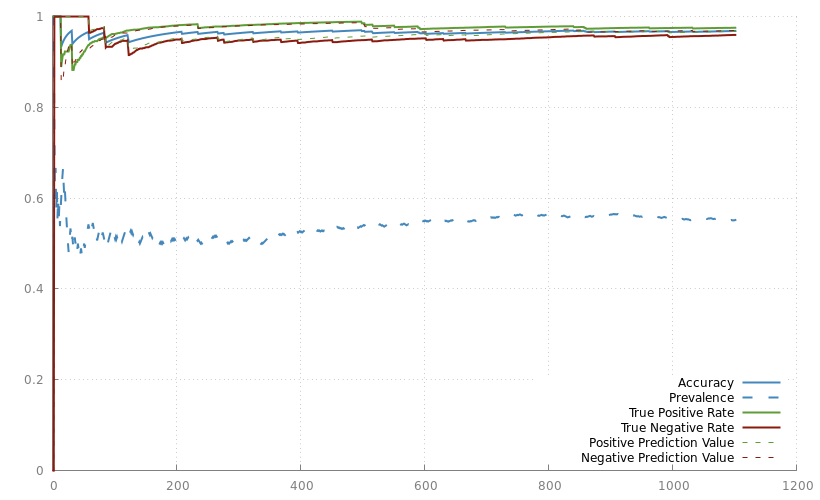 1
0.8
0.6
0.4
0.2
0
0 200 400 600 800 1000 1200
Accuracy
Prevalence
True Positive Rate
True Negative Rate
Positive Prediction Value
Negative Prediction Value